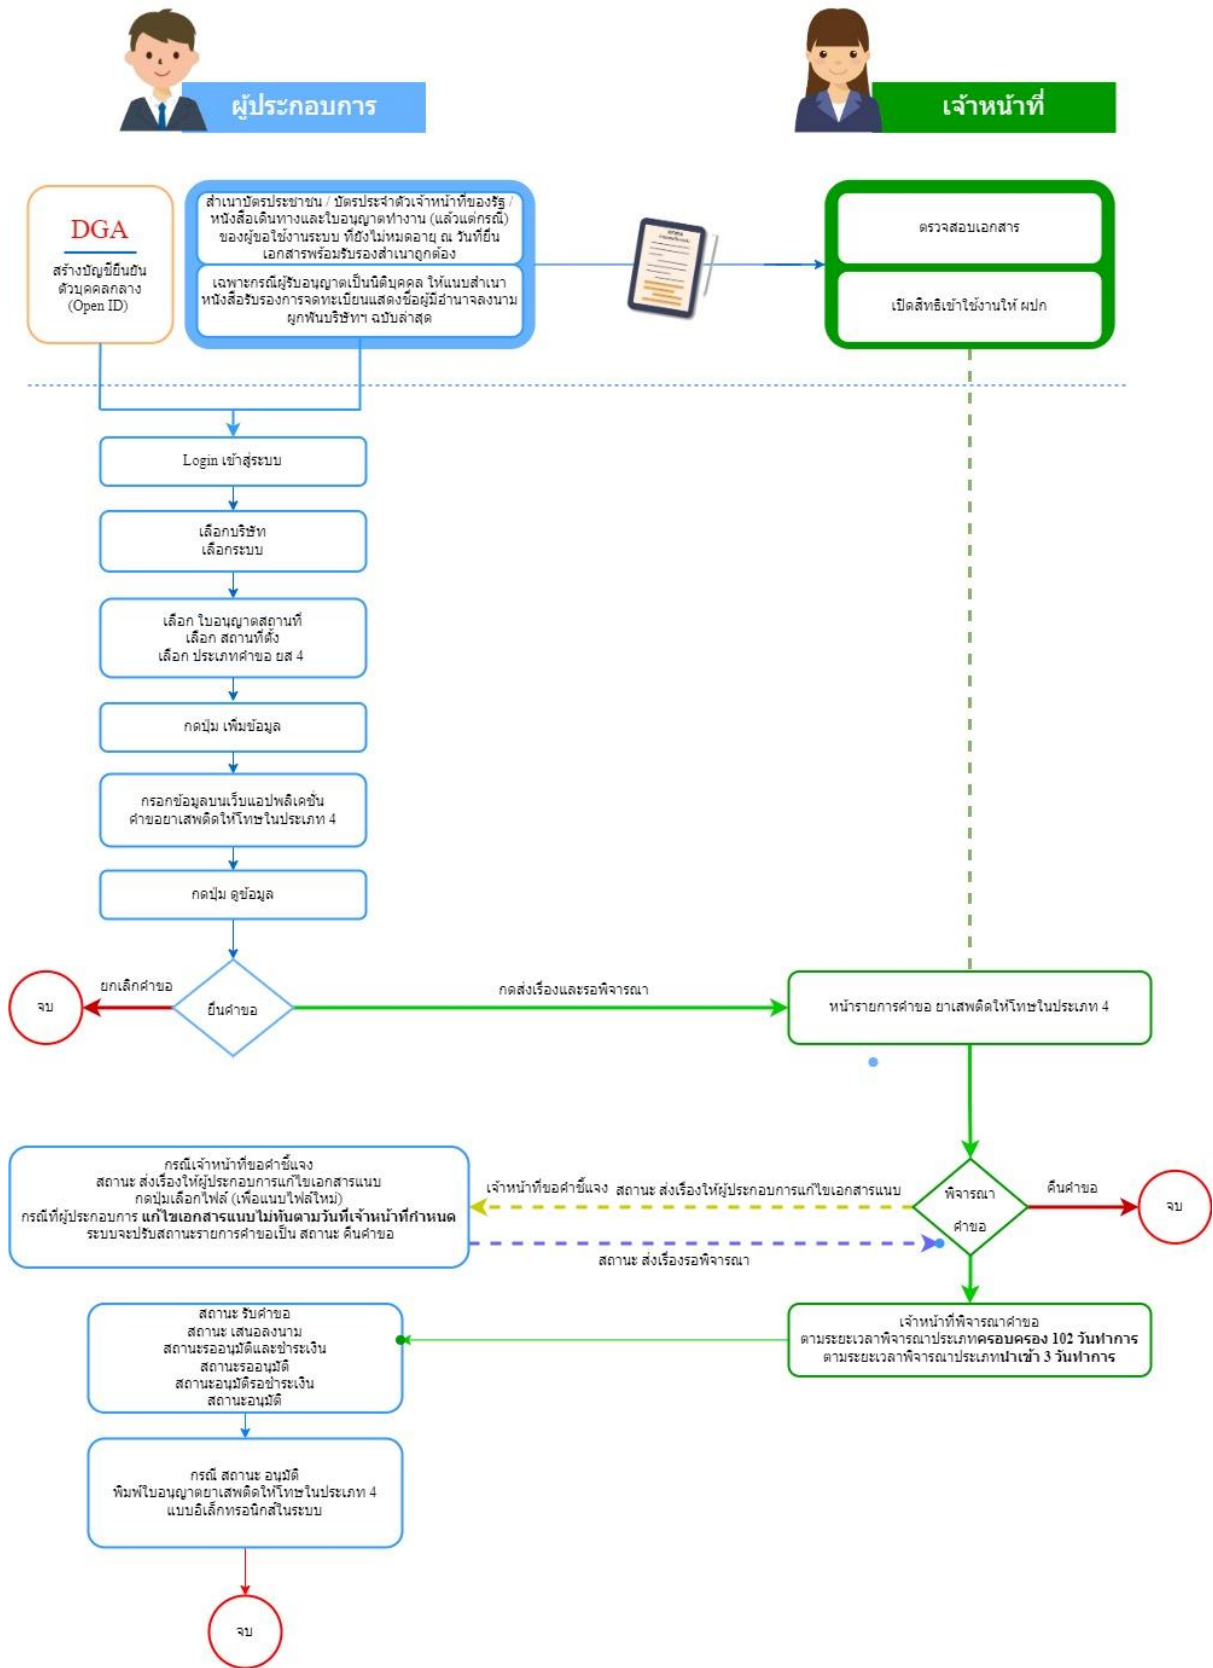 ผู้ประกอบการ
เจ้าหน้าที่
DGA
สร้างบัญชียืนยัน
ตัวบุคคลกลาง
(Open ID)
สำเนาบัตรประชาชน / บัตรประจำตัวเจ้าหน้าที่ของรัฐ /
หนังสือเดินทางและใบอนุญาตทำงาน (แล้วแต่กรณี)
ของผู้ขอใช้งานระบบ ที่ยังไม่หมดอายุ ณ วันที่ยื่น
เอกสารพร้อมรับรองสำเนาถูกต้อง
เฉพาะกรณีผู้รับอนุญาตเป็นนิติบุคคล ให้แนบสำเนา
หนังสือรับรองการจดทะเบียนแสดงชื่อผู้มีอำนาจลงนาม
ผูกพันบริษัทฯ ฉบับล่าสุด
ตรวจสอบเอกสาร
เปิดสิทธิเข้าใช้งานให้ ผปก
Login เข้าสู่ระบบ
เลือกบริษัท
เลือกระบบ
เลือก ใบอนุญาตสถานที่
เลือก สถานที่ตั้ง
เลือก ประเภทคำขอ ยส 4
กดปุ่ม เพิ่มข้อมูล
กรอกข้อมูลบนเว็บแอปพลิเคชั่น
คำขอยาเสพติดให้โทษในประเภท 4
กดปุ่ม ดูข้อมูล
จบ
ยกเลิกคำขอ
ยื่นคำขอ
กดส่งเรื่องและรอพิจารณา
หน้ารายการคำขอ ยาเสพติดให้โทษในประเภท 4
กรณีเจ้าหน้าที่ขอคำชี้แจง
สถานะ ส่งเรื่องให้ผู้ประกอบการแก้ไขเอกสารแนบ
กดปุ่มเลือกไฟล์ (เพื่อแนบไฟล์ใหม่)
กรณีที่ผู้ประกอบการ แก้ไขเอกสารแนบไม่ทันตามวันที่เจ้าหน้าที่กำหนด
ระบบจะปรับสถานะรายการคำขอเป็น สถานะ คืนคำขอ
เจ้าหน้าที่ขอคำชี้แจง
สถานะ ส่งเรื่องให้ผู้ประกอบการแก้ไขเอกสารแนบ
พิจารณา
คำขอ
คืนคำขอ
จบ
สถานะ ส่งเรื่องรอพิจารณา
สถานะ รับคำขอ
สถานะ เสนอลงนาม
สถานะรออนุมัติและชำระเงิน
สถานะรออนุมัติ
สถานะอนุมัติรอชำระเงิน
สถานะอนุมัติ
เจ้าหน้าที่พิจารณาคำขอ
ตามระยะเวลาพิจารณาประเภทครอบครอง 102 วันทำการ
ตามระยะเวลาพิจารณาประเภทนำเข้า 3 วันทำการ
กรณี สถานะ อนุมัติ
พิมพ์ใบอนุญาตยาเสพติดให้โทษในประเภท 4
แบบอิเล็กทรอนิกส์ในระบบ
จบ